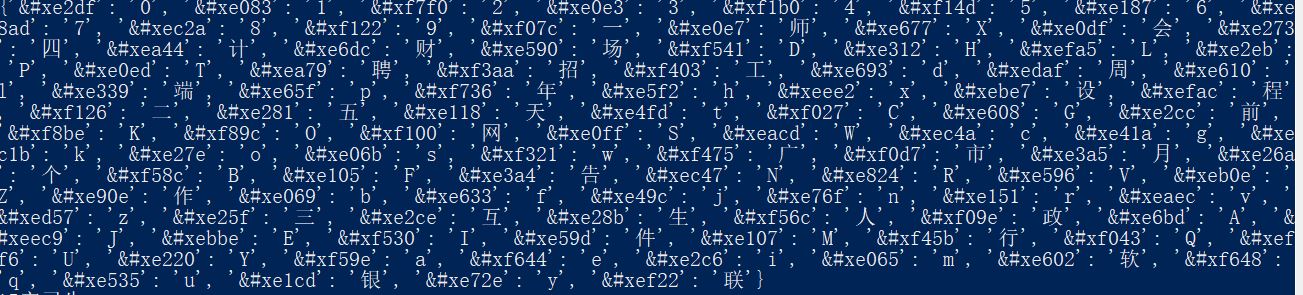 {'&#xe2df': '0', '&#xe083': '1', '&#xf7f0': '2', '&#xe0e3': '3', '&#xf1b0': '4', '&#xf14d': '5', '&#xe187': '6', '&#xe
8ad': '7', '&#xec2a': '8', '&#xf122': '9', '&#xf07c': '一', '&#xe0e7': '师', '&#xe677': 'X', '&#xe0df': '会', '&#xe273'
: '四', '&#xea44': '计', '&#xe6dc': '财', '&#xe590': '场', '&#xf541': 'D', '&#xe312': 'H', '&#xefa5': 'L', '&#xe2eb':
'P', '&#xe0ed': 'T', '&#xea79': '聘', '&#xf3aa': '招', '&#xf403': '工', '&#xe693': 'd', '&#xedaf': '周', '&#xe610': '
l', '&#xe339': '端', '&#xe65f': 'p', '&#xf736': '年', '&#xe5f2': 'h', '&#xeee2': 'x', '&#xebe7': '设', '&#xefac': '程'
, '&#xf126': '二', '&#xe281': '五', '&#xe118': '天', '&#xe4fd': 't', '&#xf027': 'C', '&#xe608': 'G', '&#xe2cc': '前',
'&#xf8be': 'K', '&#xf89c': 'O', '&#xf100': '网', '&#xe0ff': 'S', '&#xeacd': 'W', '&#xec4a': 'c', '&#xe41a': 'g', '&#xe
c1b': 'k', '&#xe27e': 'o', '&#xe06b': 's', '&#xf321': 'w', '&#xf475': '广', '&#xf0d7': '市', '&#xe3a5': '月', '&#xe26a
': '个', '&#xf58c': 'B', '&#xe105': 'F', '&#xe3a4': '告', '&#xec47': 'N', '&#xe824': 'R', '&#xe596': 'V', '&#xeb0e': '
Z', '&#xe90e': '作', '&#xe069': 'b', '&#xe633': 'f', '&#xe49c': 'j', '&#xe76f': 'n', '&#xe151': 'r', '&#xeaec': 'v',
'&#xed57': 'z', '&#xe25f': '三', '&#xe2ce': '互', '&#xe28b': '生', '&#xf56c': '人', '&#xf09e': '政', '&#xe6bd': 'A', '&
#xeec9': 'J', '&#xebbe': 'E', '&#xf530': 'I', '&#xe59d': '件', '&#xe107': 'M', '&#xf45b': '行', '&#xf043': 'Q', '&#xef
f6': 'U', '&#xe220': 'Y', '&#xf59e': 'a', '&#xf644': 'e', '&#xe2c6': 'i', '&#xe065': 'm', '&#xe602': '软', '&#xf648':
'q', '&#xe535': 'u', '&#xe1cd': '银', '&#xe72e': 'y', '&#xef22': '联'}